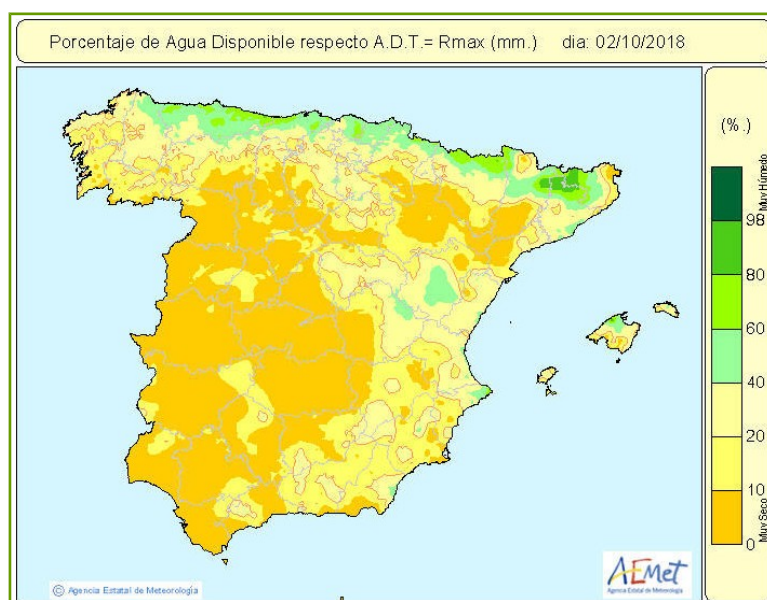 Porcentaje de Agua Disponible respecto A.D.T.= Rmax (mm.) dia: 02/10/2018
(%.)
Muy Húmedo
98
80
60
40
20
10
Muy Seco
0
© Agencia Estatal de Meteorología
AEMet
Agencia Estatal de Meteorología